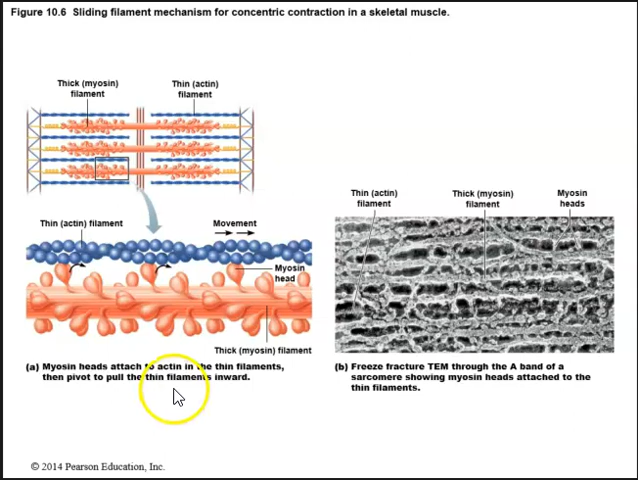 Figure 10.6 Sliding filament mechanism for concentric contraction in a skeletal muscle.
Thick (myosin)
filament
Thin (actin)
filament
Thin (actin) filament
Movement
Myosin
head
Thick (myosin) filament
(a) Myosin heads attach to actin in the thin filaments,
then pivot to pull the thin filaments inward.
Thin (actin)
filament
Thick (myosin)
filament
Myosin
heads
(b) Freeze fracture TEM through the A band of a
sarcomere showing myosin heads attached to the
thin filaments.
© 2014 Pearson Education, Inc.